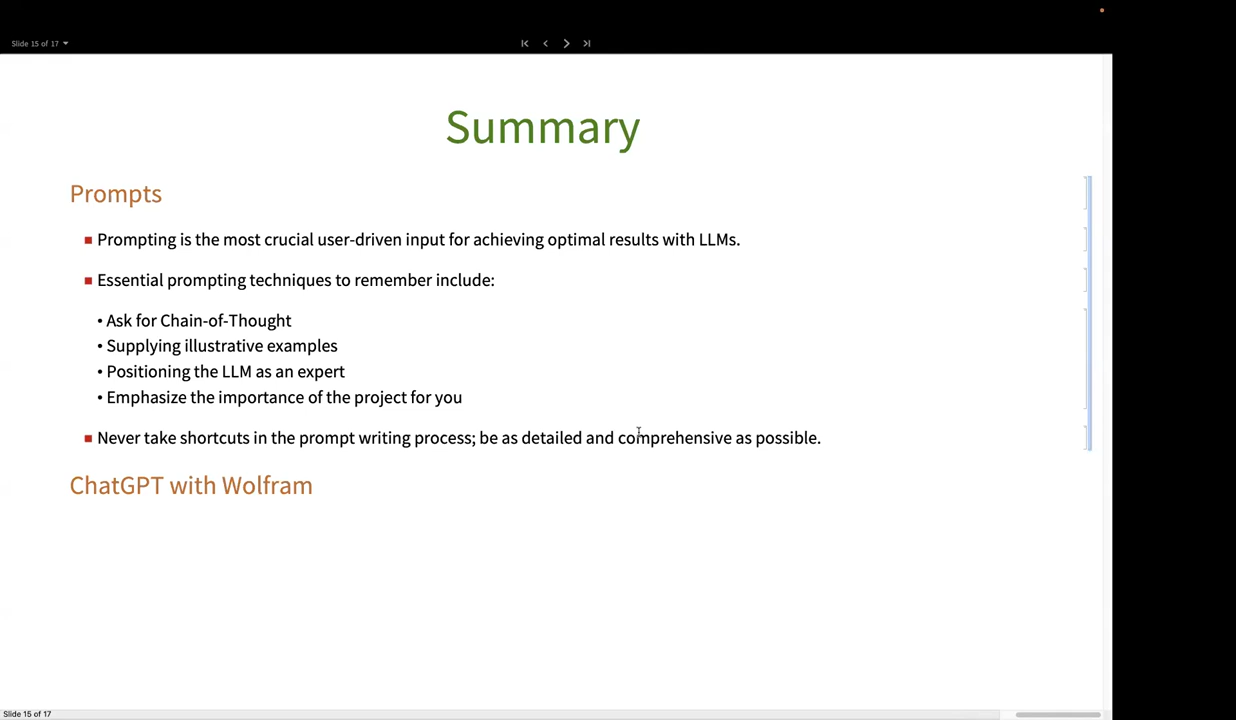 Slide 15 of 17
Summary
Prompts
Prompting is the most crucial user-driven input for achieving optimal results with LLMs.
Essential prompting techniques to remember include:
• Ask for Chain-of-Thought
• Supplying illustrative examples
• Positioning the LLM as an expert
• Emphasize the importance of the project for you
Never take shortcuts in the prompt writing process; be as detailed and comprehensive as possible.
ChatGPT with Wolfram
Slide 15 of 17